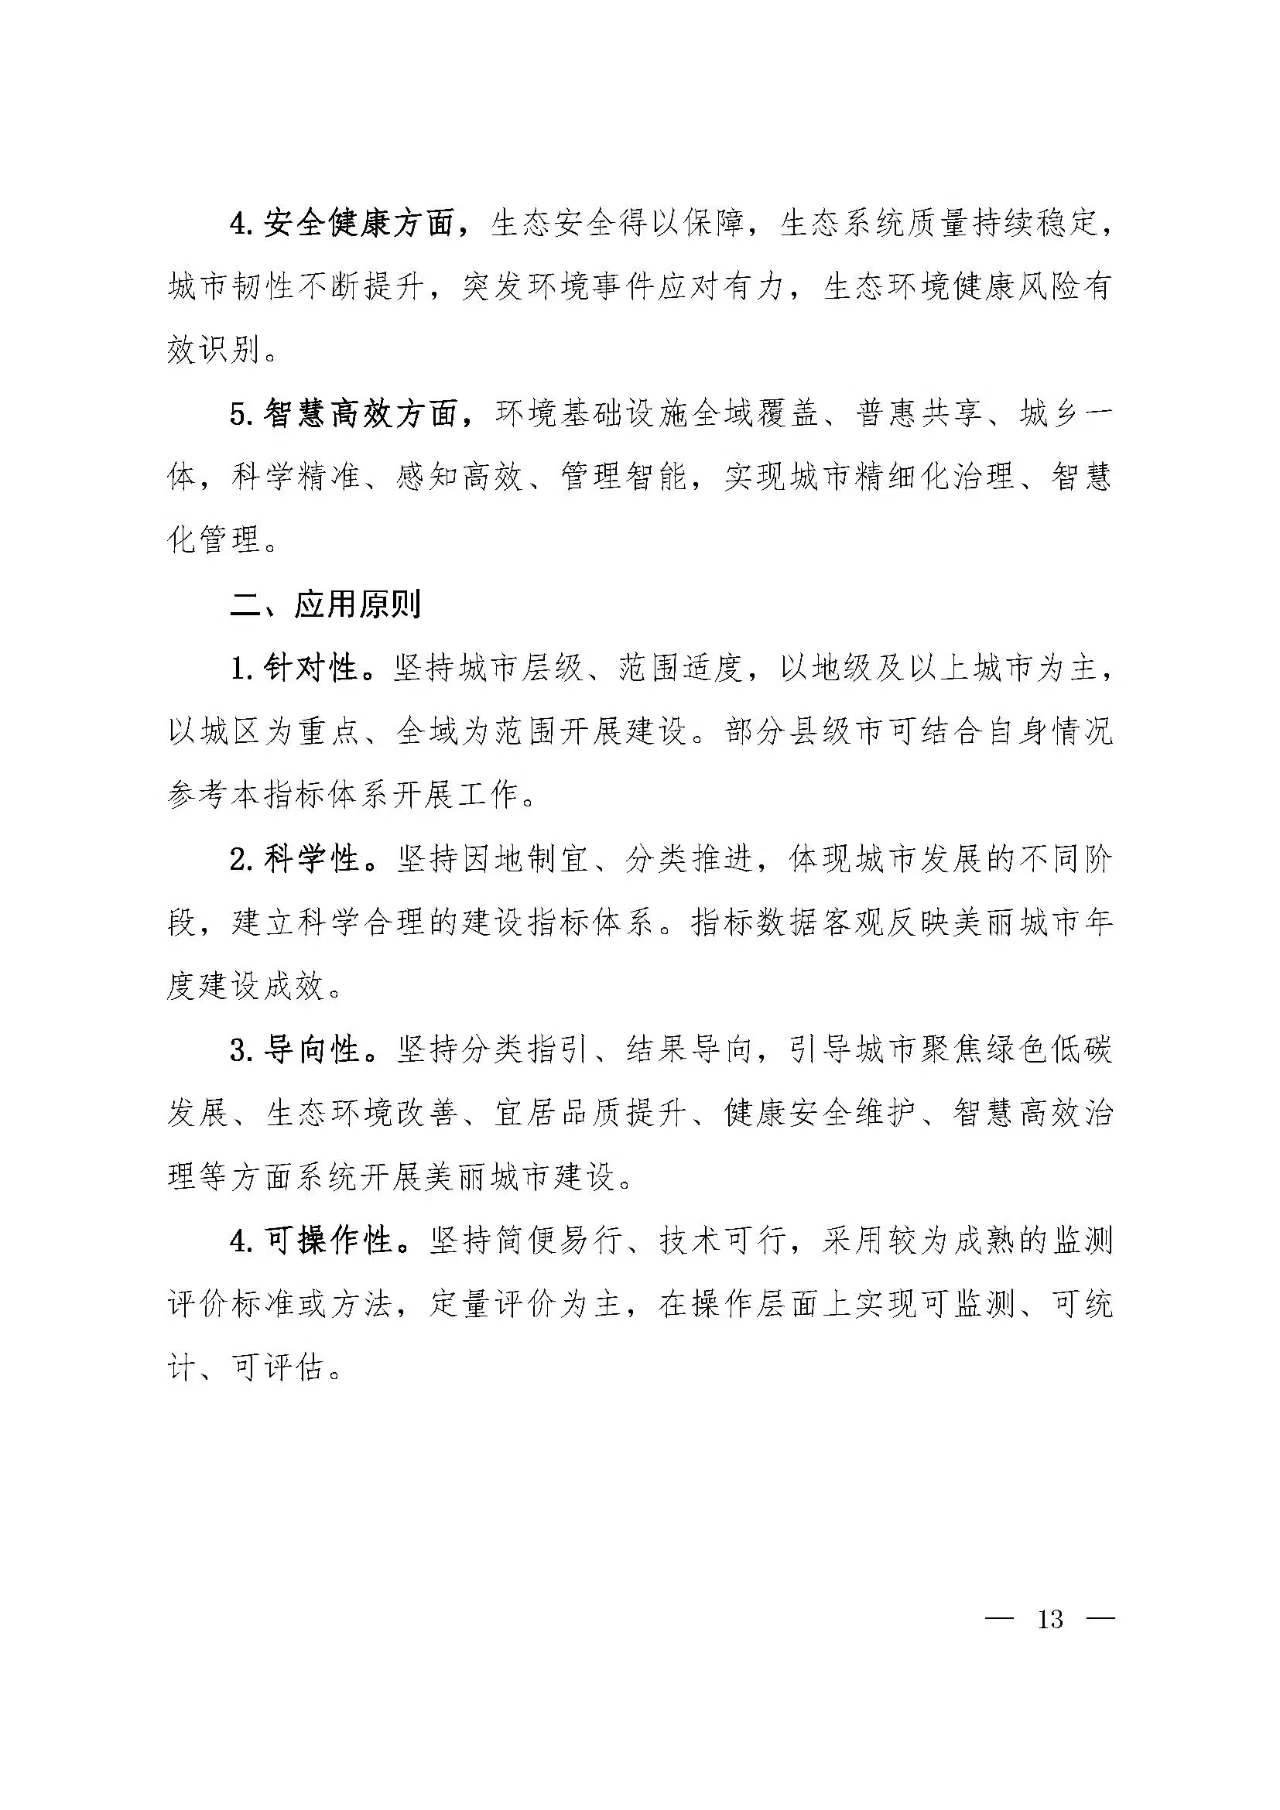 4.安全健康方面，生态安全得以保障，生态系统质量持续稳定，
城市韧性不断提升，突发环境事件应对有力，生态环境健康风险有
效识别。
5.智慧高效方面，环境基础设施全域覆盖、普惠共享、城乡一
体，科学精准、感知高效、管理智能，实现城市精细化治理、智慧
化管理。
二、应用原则
1.针对性。坚持城市层级、范围适度，以地级及以上城市为主，
以城区为重点、全域为范围开展建设。部分县级市可结合自身情况
参考本指标体系开展工作。
2.科学性。坚持因地制宜、分类推进，体现城市发展的不同阶
段，建立科学合理的建设指标体系。指标数据客观反映美丽城市年
度建设成效。
3.导向性。坚持分类指引、结果导向，引导城市聚焦绿色低碳
发展、生态环境改善、宜居品质提升、健康安全维护、智慧高效治
理等方面系统开展美丽城市建设。
4.可操作性。坚持简便易行、技术可行，采用较为成熟的监测
评价标准或方法，定量评价为主，在操作层面上实现可监测、可统
计、可评估。
— 13 —